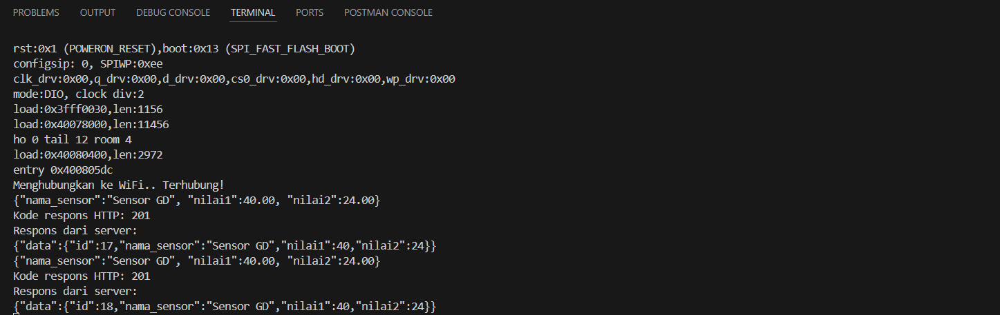 PROBLEMS OUTPUT DEBUG CONSOLE TERMINAL PORTS POSTMAN CONSOLE
rst:0x1 (POWERON_RESET),boot:0x13 (SPI_FAST_FLASH_BOOT)
configsip: 0, SPIWP:0xee
clk_drv:0x00,q_drv:0x00,d_drv:0x00,cs0_drv:0x00,hd_drv:0x00,wp_drv:0x00
mode:DIO, clock div:2
load:0x3fff0030,len:1156
load:0x40078000,len:11456
ho 0 tail 12 room 4
load:0x40080400,len:2972
entry 0x400805dc
Menghubungkan ke WiFi.. Terhubung!
{"nama_sensor":"Sensor GD", "nilai1":40.00, "nilai2":24.00}
Kode respons HTTP: 201
Respons dari server:
{"data":{"id":17,"nama_sensor":"Sensor GD","nilai1":40,"nilai2":24}}
{"nama_sensor":"Sensor GD", "nilai1":40.00, "nilai2":24.00}
Kode respons HTTP: 201
Respons dari server:
{"data":{"id":18,"nama_sensor":"Sensor GD","nilai1":40,"nilai2":24}}